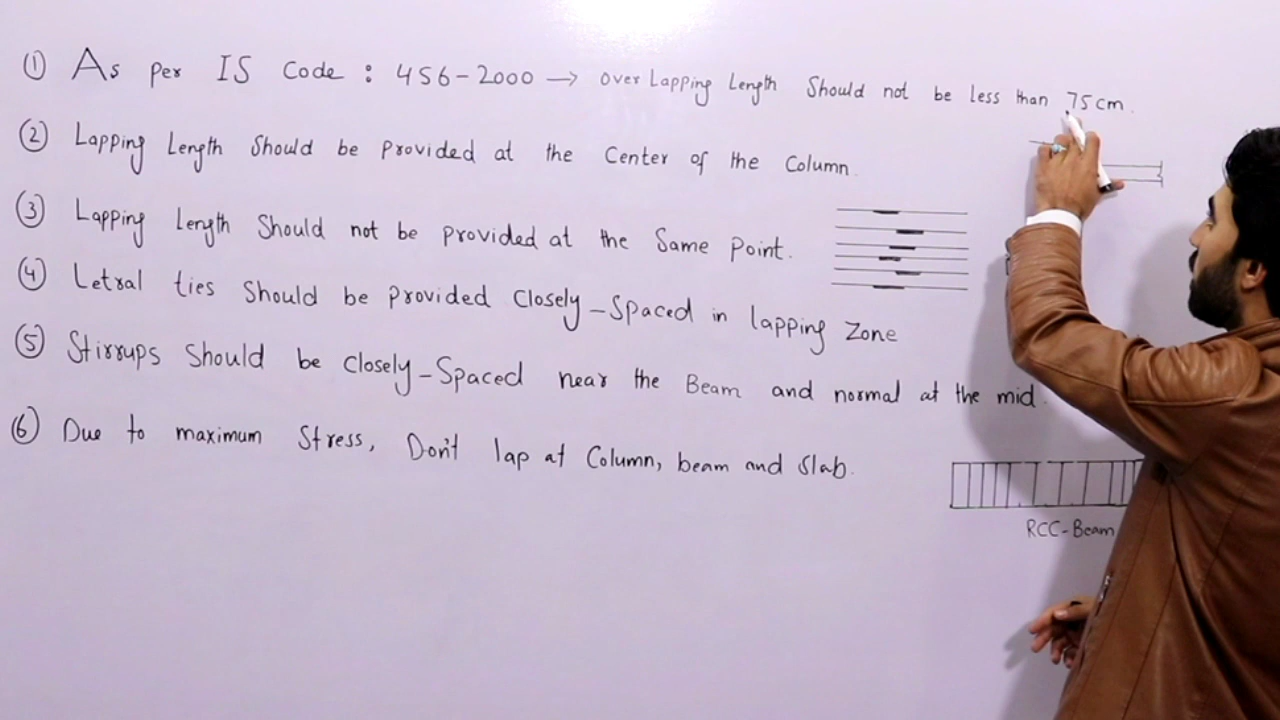 ① As Per IS Code : 456-2000 → over Lapping Length Should not be less than 75cm.
② Lapping Length Should be Provided at the Center of the Column.
③ Lapping Length Should not be provided at the Same Point.
④ Letral ties Should be provided Closely-Spaced in lapping Zone
⑤ Stirrups Should be Closely-Spaced near the Beam and normal at the mid.
⑥ Due to maximum Stress, Don't lap at Column, beam and Slab.
RCC-Beam